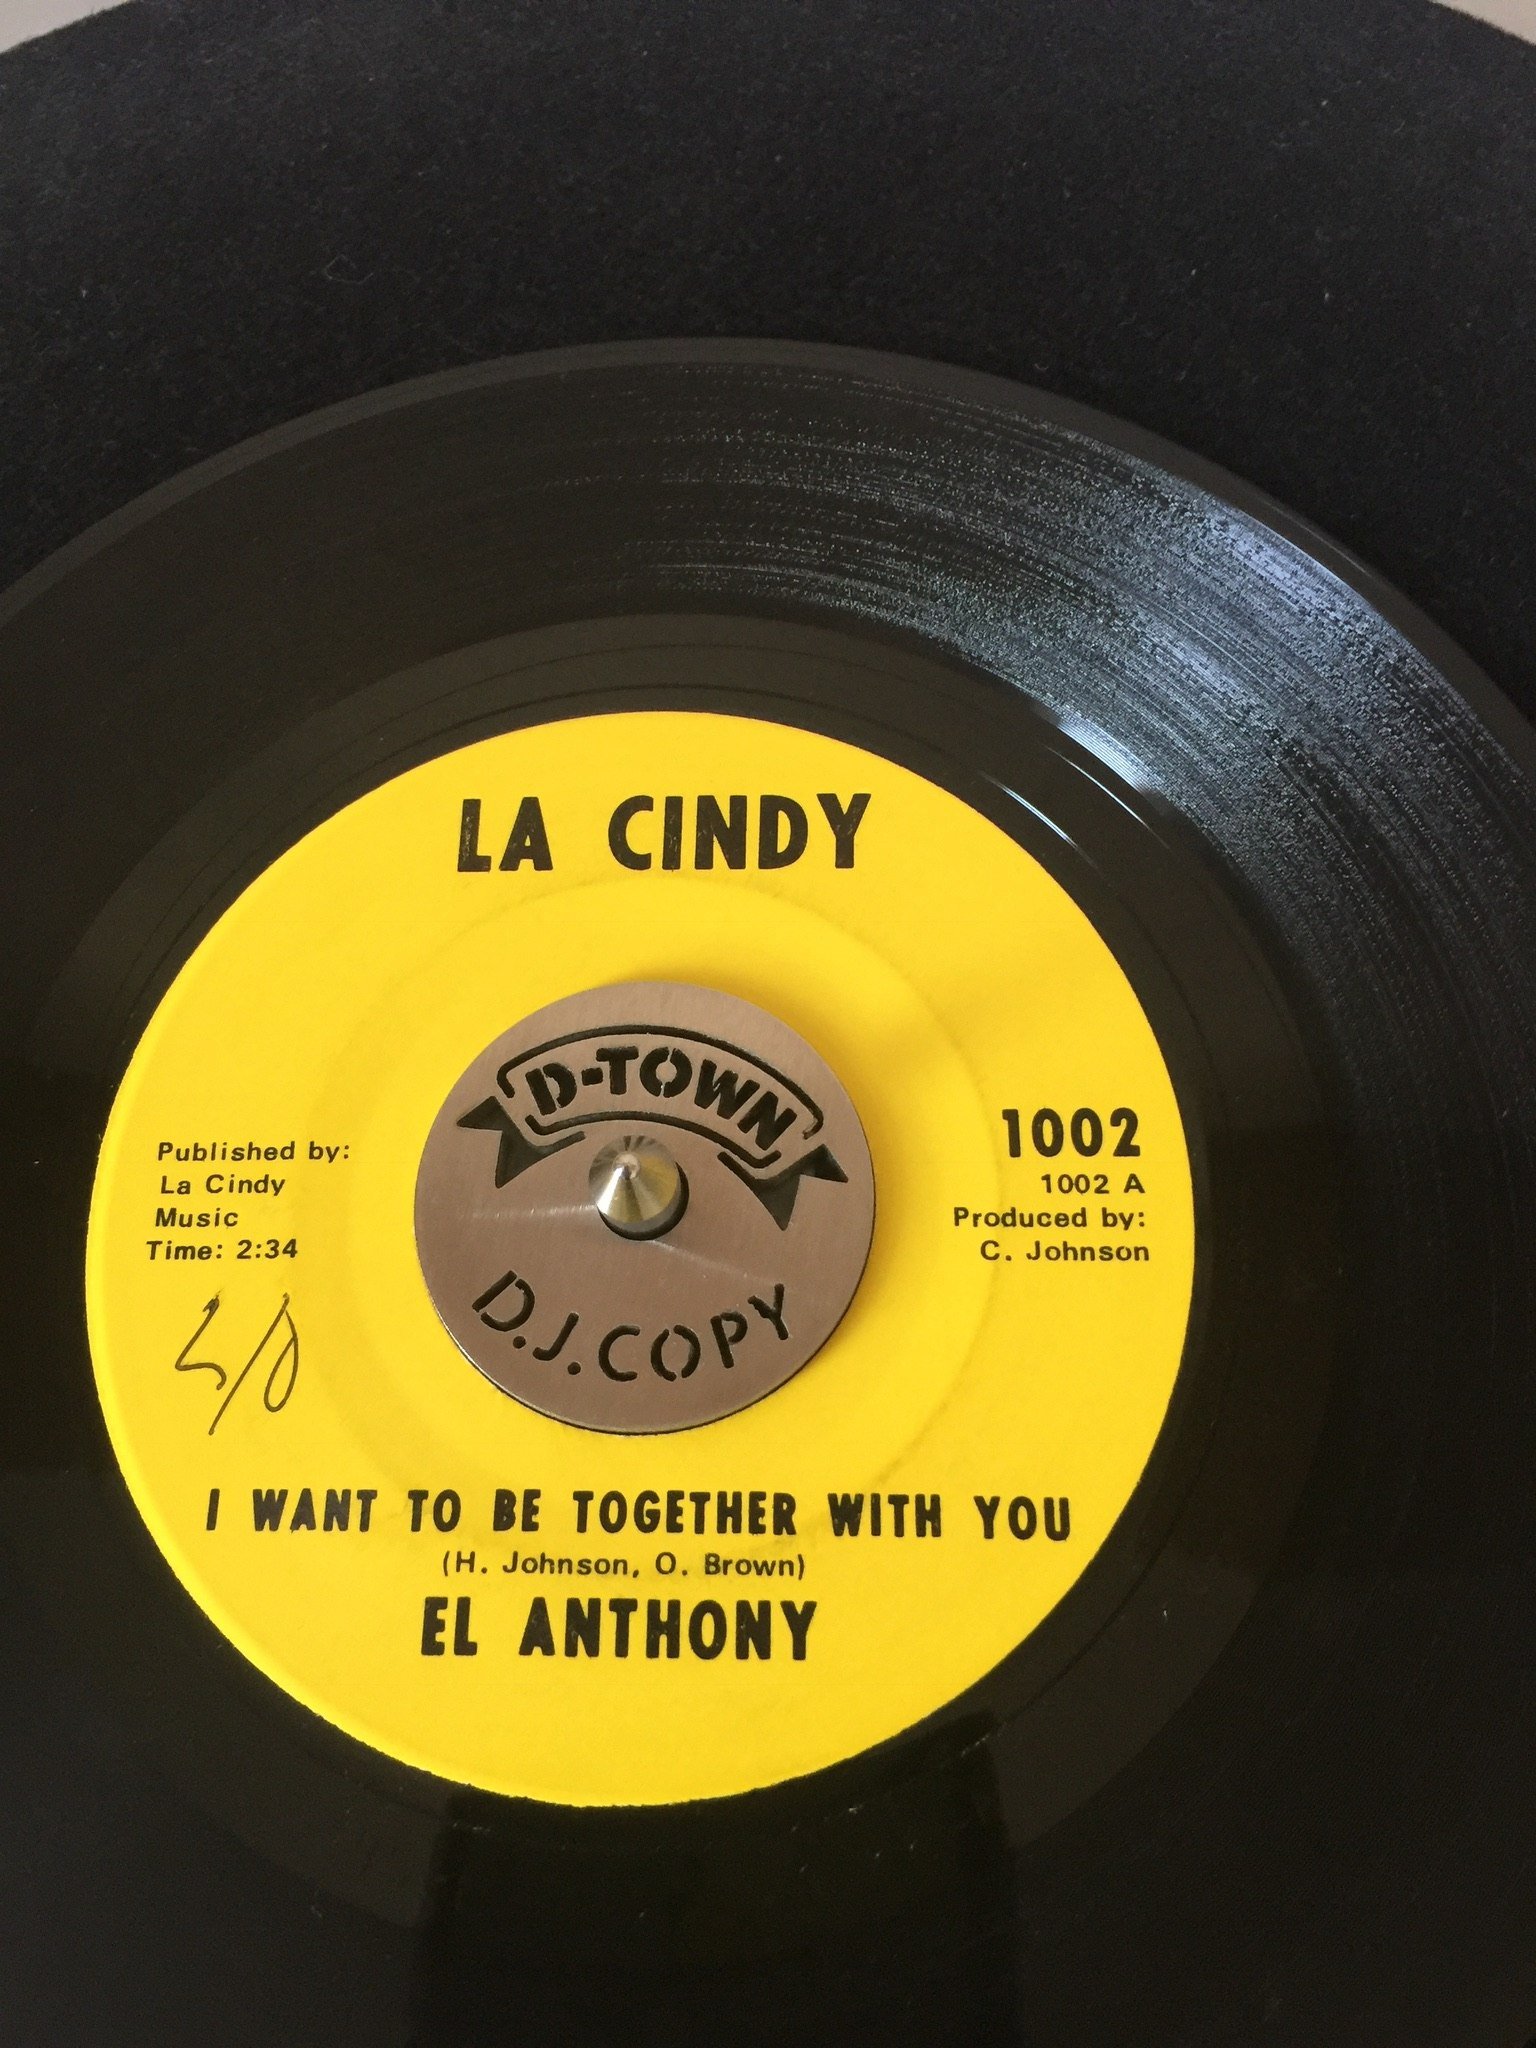 LA CINDY
D-TOWN
D.J. COPY
Published by:
La Cindy
Music
Time: 2:34
1002
1002 A
Produced by:
C. Johnson
I WANT TO BE TOGETHER WITH YOU
(H. Johnson, O. Brown)
EL ANTHONY